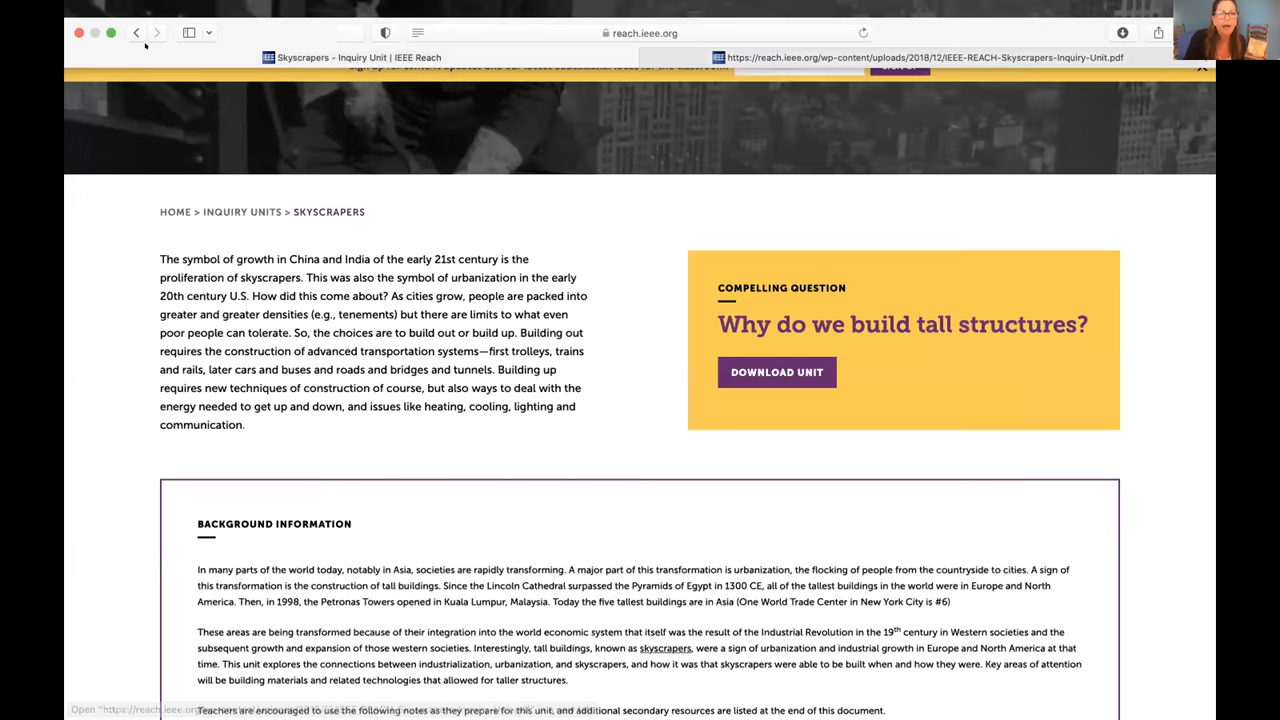 reach.ieee.org
Skyscrapers - Inquiry Unit | IEEE Reach
https://reach.ieee.org/wp-content/uploads/2018/12/IEEE-REACH-Skyscrapers-Inquiry-Unit.pdf
HOME > INQUIRY UNITS > SKYSCRAPERS
The symbol of growth in China and India of the early 21st century is the
proliferation of skyscrapers. This was also the symbol of urbanization in the early
20th century U.S. How did this come about? As cities grow, people are packed into
greater and greater densities (e.g., tenements) but there are limits to what even
poor people can tolerate. So, the choices are to build out or build up. Building out
requires the construction of advanced transportation systems—first trolleys, trains
and rails, later cars and buses and roads and bridges and tunnels. Building up
requires new techniques of construction of course, but also ways to deal with the
energy needed to get up and down, and issues like heating, cooling, lighting and
communication.
COMPELLING QUESTION
Why do we build tall structures?
DOWNLOAD UNIT
BACKGROUND INFORMATION
In many parts of the world today, notably in Asia, societies are rapidly transforming. A major part of this transformation is urbanization, the flocking of people from the countryside to cities. A sign of
this transformation is the construction of tall buildings. Since the Lincoln Cathedral surpassed the Pyramids of Egypt in 1300 CE, all of the tallest buildings in the world were in Europe and North
America. Then, in 1998, the Petronas Towers opened in Kuala Lumpur, Malaysia. Today the five tallest buildings are in Asia (One World Trade Center in New York City is #6)
These areas are being transformed because of their integration into the world economic system that itself was the result of the Industrial Revolution in the 19th century in Western societies and the
subsequent growth and expansion of those western societies. Interestingly, tall buildings, known as skyscrapers, were a sign of urbanization and industrial growth in Europe and North America at that
time. This unit explores the connections between industrialization, urbanization, and skyscrapers, and how it was that skyscrapers were able to be built when and how they were. Key areas of attention
will be building materials and related technologies that allowed for taller structures.
Teachers are encouraged to use the following notes as they prepare for this unit, and additional secondary resources are listed at the end of this document.